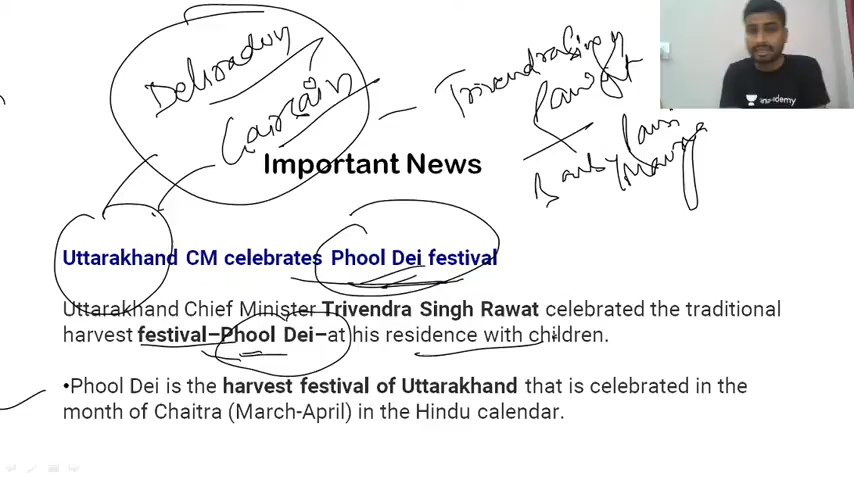 Dehradun
Gairsain
Trivendra Singh
Rawat
unacademy
Important News
Uttarakhand CM celebrates Phool Dei festival
Uttarakhand Chief Minister Trivendra Singh Rawat celebrated the traditional
harvest festival–Phool Dei–at his residence with children.
•Phool Dei is the harvest festival of Uttarakhand that is celebrated in the
month of Chaitra (March-April) in the Hindu calendar.